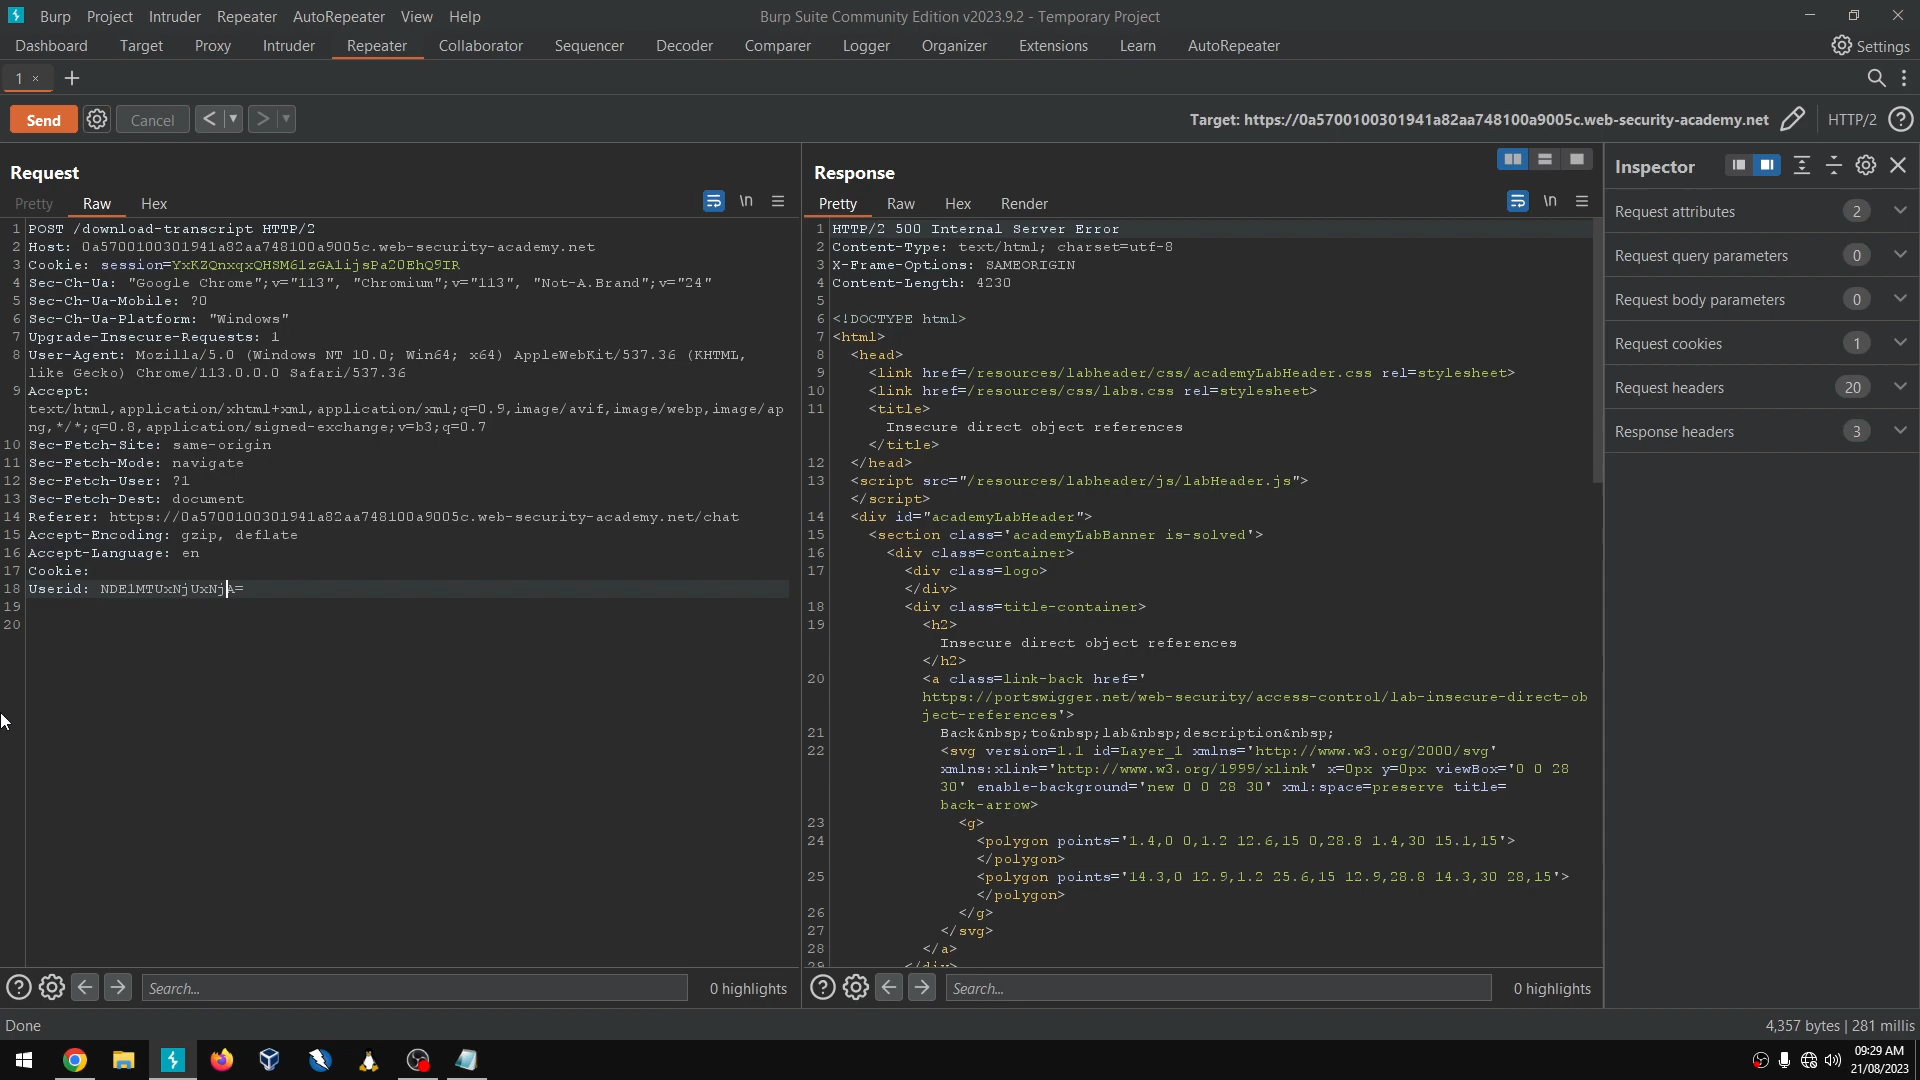 Burp Project Intruder Repeater AutoRepeater View Help
Burp Suite Community Edition v2023.9.2 - Temporary Project
Dashboard Target Proxy Intruder Repeater Collaborator Sequencer Decoder Comparer Logger Organizer Extensions Learn AutoRepeater
Settings
1 × +
Send Cancel < > Target: https://0a5700100301941a82aa748100a9005c.web-security-academy.net HTTP/2 ?
Request
Pretty Raw Hex \n
1 POST /download-transcript HTTP/2
2 Host: 0a5700100301941a82aa748100a9005c.web-security-academy.net
3 Cookie: session=YxKZQnxqxQHSM61zGAlijsPa20EhQ9IR
4 Sec-Ch-Ua: "Google Chrome";v="113", "Chromium";v="113", "Not-A.Brand";v="24"
5 Sec-Ch-Ua-Mobile: ?0
6 Sec-Ch-Ua-Platform: "Windows"
7 Upgrade-Insecure-Requests: 1
8 User-Agent: Mozilla/5.0 (Windows NT 10.0; Win64; x64) AppleWebKit/537.36 (KHTML,
like Gecko) Chrome/113.0.0.0 Safari/537.36
9 Accept:
text/html,application/xhtml+xml,application/xml;q=0.9,image/avif,image/webp,image/ap
ng,*/*;q=0.8,application/signed-exchange;v=b3;q=0.7
10 Sec-Fetch-Site: same-origin
11 Sec-Fetch-Mode: navigate
12 Sec-Fetch-User: ?1
13 Sec-Fetch-Dest: document
14 Referer: https://0a5700100301941a82aa748100a9005c.web-security-academy.net/chat
15 Accept-Encoding: gzip, deflate
16 Accept-Language: en
17 Cookie:
18 Userid: NDE1MTUxNjUxNjA=
19
20
Search... 0 highlights
Response
Pretty Raw Hex Render \n
1 HTTP/2 500 Internal Server Error
2 Content-Type: text/html; charset=utf-8
3 X-Frame-Options: SAMEORIGIN
4 Content-Length: 4230
5
6 <!DOCTYPE html>
7 <html>
8 <head>
9 <link href=/resources/labheader/css/academyLabHeader.css rel=stylesheet>
10 <link href=/resources/css/labs.css rel=stylesheet>
11 <title>
Insecure direct object references
</title>
12 </head>
13 <script src="/resources/labheader/js/labHeader.js">
</script>
14 <div id="academyLabHeader">
15 <section class='academyLabBanner is-solved'>
16 <div class=container>
17 <div class=logo>
</div>
18 <div class=title-container>
19 <h2>
Insecure direct object references
</h2>
20 <a class=link-back href='
https://portswigger.net/web-security/access-control/lab-insecure-direct-ob
ject-references'>
21 Back&nbsp;to&nbsp;lab&nbsp;description&nbsp;
22 <svg version=1.1 id=Layer_1 xmlns='http://www.w3.org/2000/svg'
xmlns:xlink='http://www.w3.org/1999/xlink' x=0px y=0px viewBox='0 0 28
30' enable-background='new 0 0 28 30' xml:space=preserve title=
back-arrow>
23 <g>
24 <polygon points='1.4,0 0,1.2 12.6,15 0,28.8 1.4,30 15.1,15'>
</polygon>
25 <polygon points='14.3,0 12.9,1.2 25.6,15 12.9,28.8 14.3,30 28,15'>
</polygon>
26 </g>
27 </svg>
28 </a>
29 </div>
Search... 0 highlights
Inspector
Request attributes 2
Request query parameters 0
Request body parameters 0
Request cookies 1
Request headers 20
Response headers 3
Done
4,357 bytes | 281 millis
09:29 AM
21/08/2023